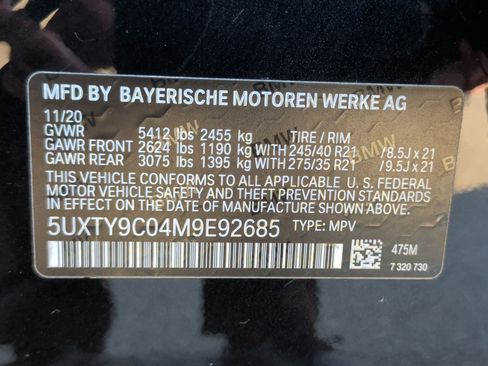 MFD BY BAYERISCHE MOTOREN WERKE AG
11/20
GVWR 5412 lbs 2455 kg TIRE / RIM
GAWR FRONT 2624 lbs 1190 kg WITH 245/40 R21 /8.5J x 21
GAWR REAR 3075 lbs 1395 kg WITH 275/35 R21 /9.5J x 21
THIS VEHICLE CONFORMS TO ALL APPLICABLE U.S. FEDERAL
MOTOR VEHICLE SAFETY AND THEFT PREVENTION STANDARDS
IN EFFECT ON THE DATE OF MANUFACTURE SHOWN ABOVE.
5UXTY9C04M9E92685 TYPE: MPV
475M
7 320 730